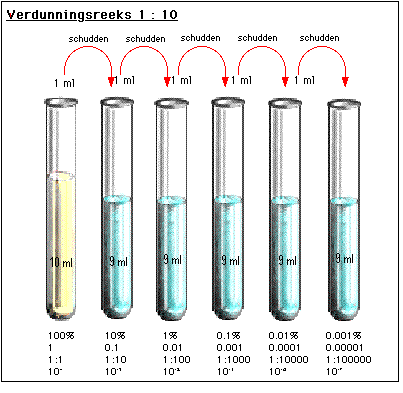 Verdunningsreeks 1 : 10
schudden schudden schudden schudden schudden
1 ml 1 ml 1 ml 1 ml 1 ml
10 ml 9 ml 9 ml 9 ml 9 ml 9 ml
100% 10% 1% 0.1% 0.01% 0.001%
1 0.1 0.01 0.001 0.0001 0.00001
1:1 1:10 1:100 1:1000 1:10000 1:100000